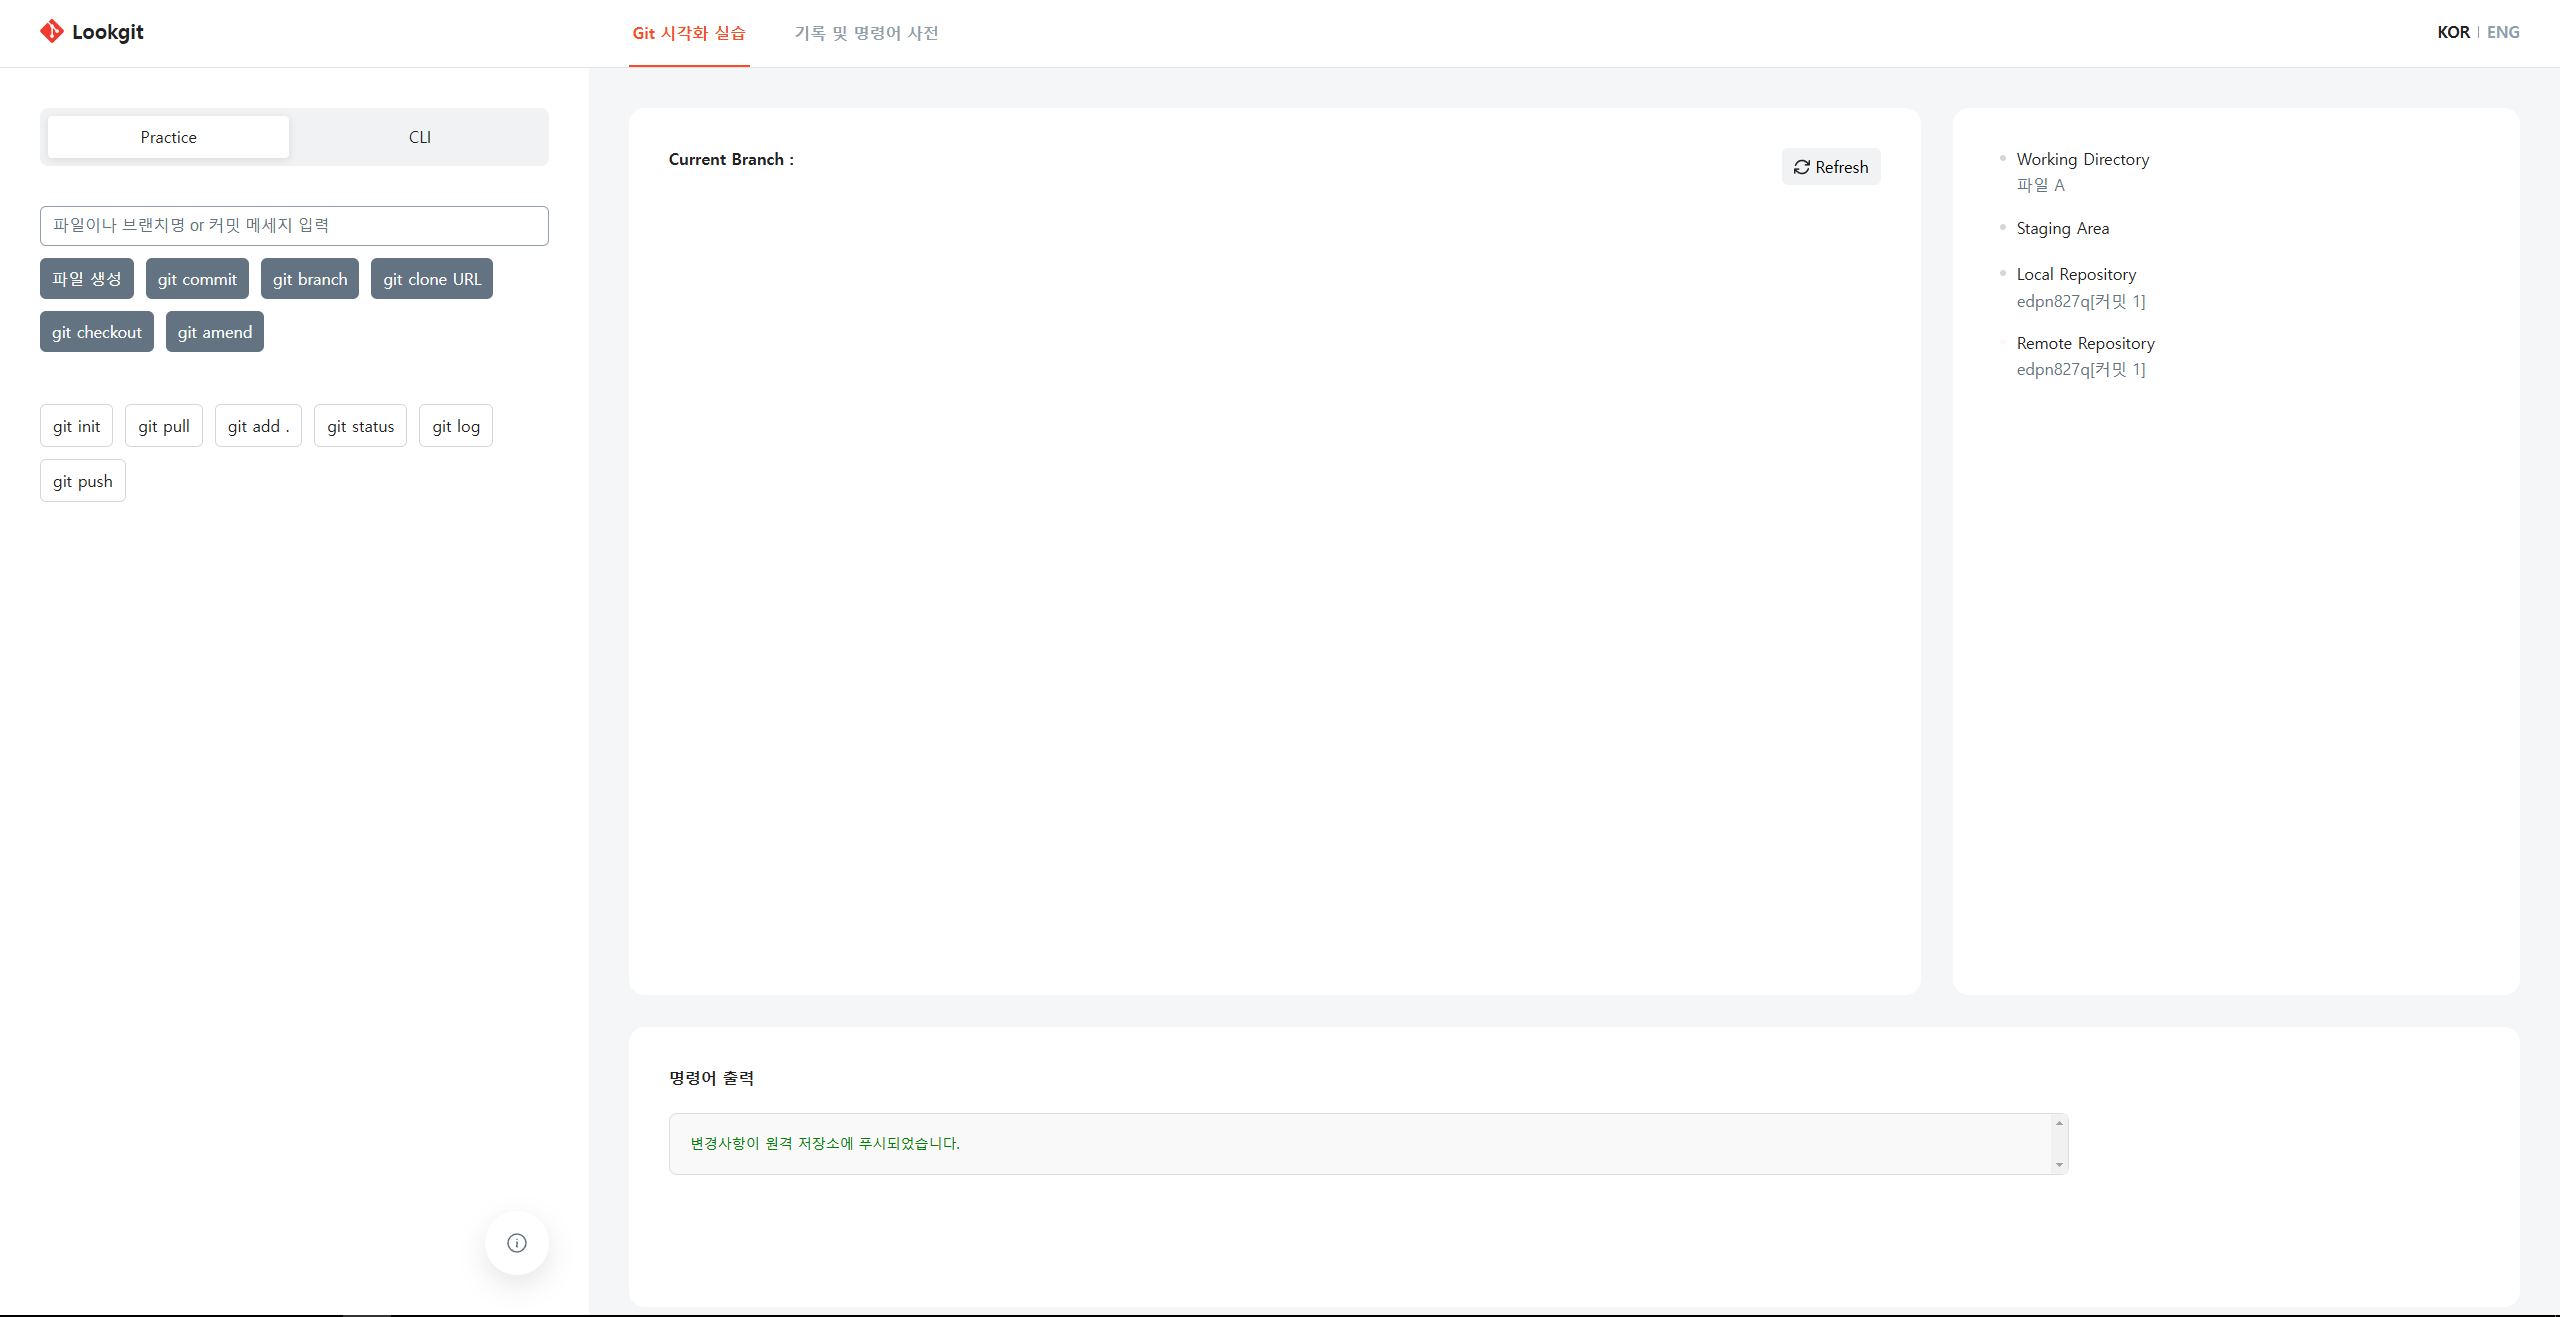 Lookgit
Git 시각화 실습
기록 및 명령어 사전
KOR | ENG
Practice
CLI
파일이나 브랜치명 or 커밋 메세지 입력
파일 생성
git commit
git branch
git clone URL
git checkout
git amend
git init
git pull
git add .
git status
git log
git push
Current Branch :
Refresh
Working Directory
파일 A
Staging Area
Local Repository
edpn827q[커밋 1]
Remote Repository
edpn827q[커밋 1]
명령어 출력
변경사항이 원격 저장소에 푸시되었습니다.